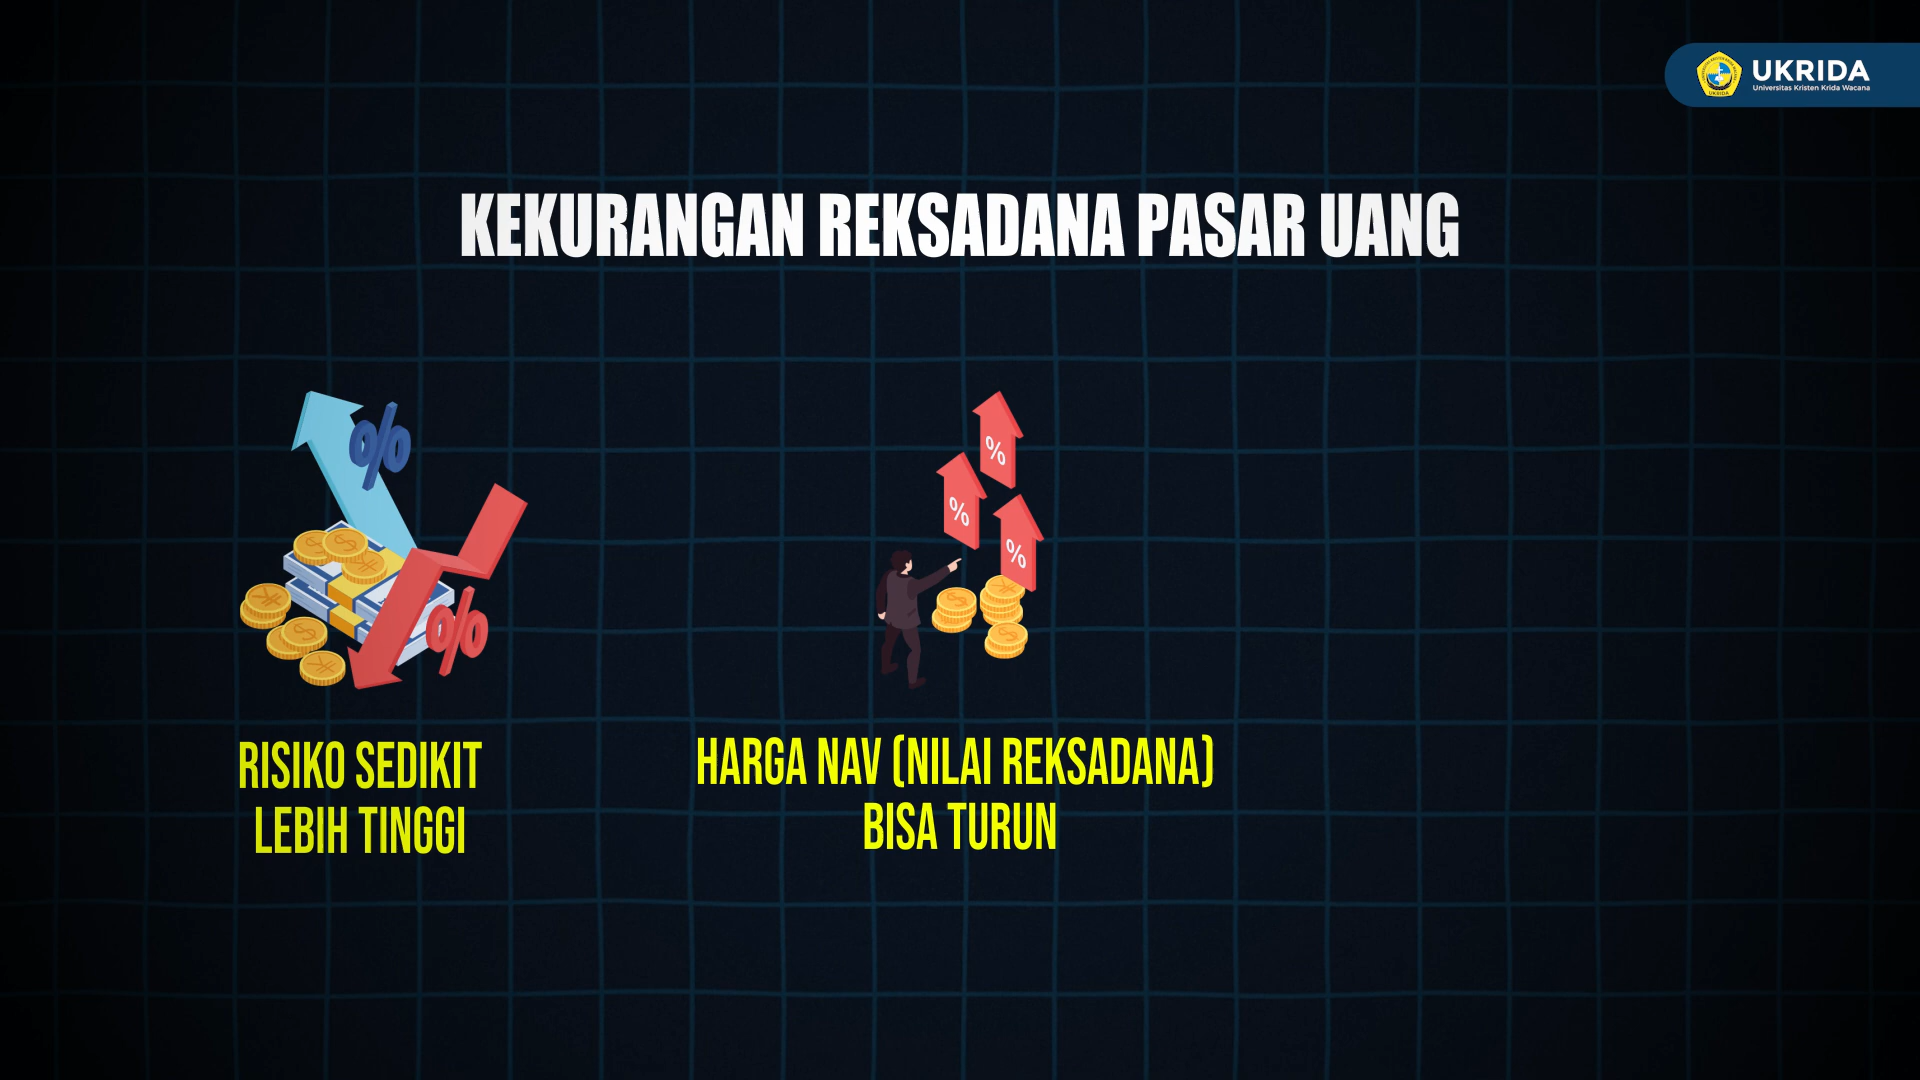 UKRIDA
Universitas Kristen Krida Wacana
KEKURANGAN REKSADANA PASAR UANG
%
%
%
%
%
RISIKO SEDIKIT
LEBIH TINGGI
HARGA NAV (NILAI REKSADANA)
BISA TURUN